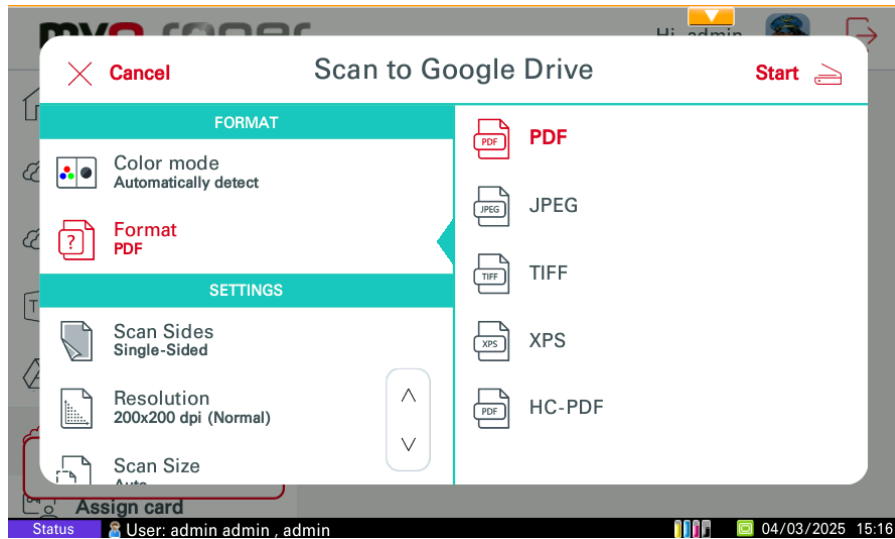 Hi, admin
Cancel
Scan to Google Drive
Start
FORMAT
Color mode
Automatically detect
Format
PDF
SETTINGS
Scan Sides
Single-Sided
Resolution
200x200 dpi (Normal)
Scan Size
Auto
PDF
PDF
JPEG
JPEG
TIFF
TIFF
XPS
XPS
PDF
HC-PDF
Assign card
Status
User: admin admin , admin
04/03/2025 15:16